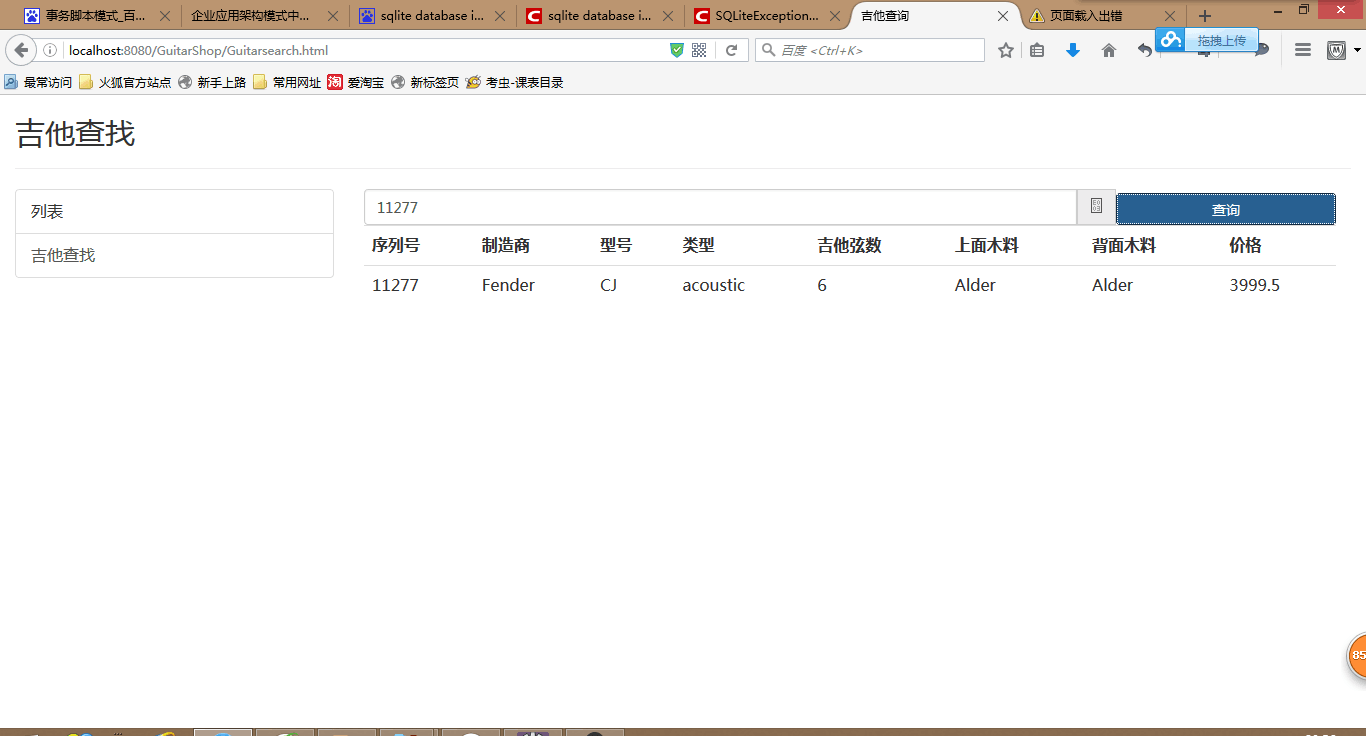 事务脚本模式_百...
企业应用架构模式中...
sqlite database i...
sqlite database i...
SQLiteException...
吉他查询
页面载入出错
localhost:8080/GuitarShop/Guitarsearch.html
百度 <Ctrl+K>
拖拽上传
最常访问
火狐官方站点
新手上路
常用网址
淘
爱淘宝
新标签页
考虫-课表目录
吉他查找
列表
吉他查找
11277
查询
序列号 制造商 型号 类型 吉他弦数 上面木料 背面木料 价格
11277 Fender CJ acoustic 6 Alder Alder 3999.5
85